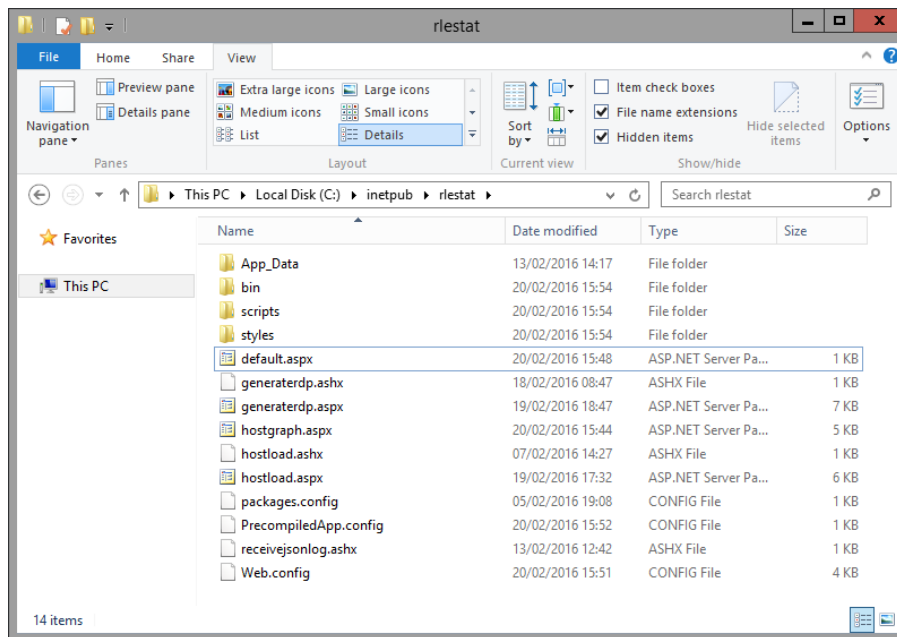 rlestat
File Home Share View
Navigation pane
Preview pane
Details pane
Panes
Extra large icons Large icons
Medium icons Small icons
List Details
Layout
Sort by
Current view
Item check boxes
File name extensions
Hidden items
Hide selected items
Show/hide
Options
This PC Local Disk (C:) inetpub rlestat
Search rlestat
Favorites
This PC
Name Date modified Type Size
App_Data 13/02/2016 14:17 File folder
bin 20/02/2016 15:54 File folder
scripts 20/02/2016 15:54 File folder
styles 20/02/2016 15:54 File folder
default.aspx 20/02/2016 15:48 ASP.NET Server Pa... 1 KB
generaterdp.ashx 18/02/2016 08:47 ASHX File 1 KB
generaterdp.aspx 19/02/2016 18:47 ASP.NET Server Pa... 7 KB
hostgraph.aspx 20/02/2016 15:44 ASP.NET Server Pa... 5 KB
hostload.ashx 07/02/2016 14:27 ASHX File 1 KB
hostload.aspx 19/02/2016 17:32 ASP.NET Server Pa... 6 KB
packages.config 05/02/2016 19:08 CONFIG File 1 KB
PrecompiledApp.config 20/02/2016 15:52 CONFIG File 1 KB
receivejsonlog.ashx 13/02/2016 12:42 ASHX File 1 KB
Web.config 20/02/2016 15:51 CONFIG File 4 KB
14 items